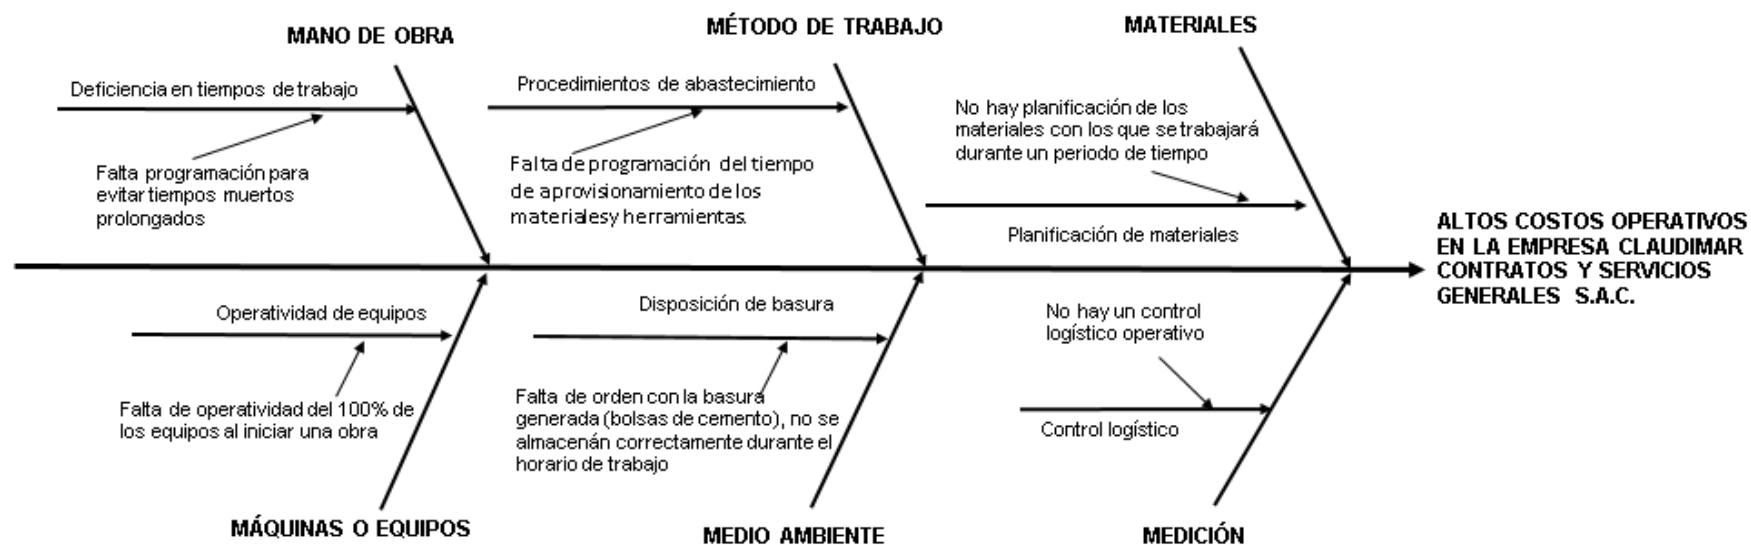 MANO DE OBRA
MÉTODO DE TRABAJO
MATERIALES
Deficiencia en tiempos de trabajo
Falta programación para
evitar tiempos muertos
prolongados
Procedimientos de abastecimiento
Falta de programación del tiempo
de aprovisionamiento de los
materiales y herramientas.
No hay planificación de los
materiales con los que se trabajará
durante un periodo de tiempo
Planificación de materiales
ALTOS COSTOS OPERATIVOS
EN LA EMPRESA CLAUDIMAR
CONTRATOS Y SERVICIOS
GENERALES S.A.C.
Operatividad de equipos
Falta de operatividad del 100% de
los equipos al iniciar una obra
Disposición de basura
Falta de orden con la basura
generada (bolsas de cemento), no se
almacenán correctamente durante el
horario de trabajo
No hay un control
logístico operativo
Control logístico
MÁQUINAS O EQUIPOS
MEDIO AMBIENTE
MEDICIÓN